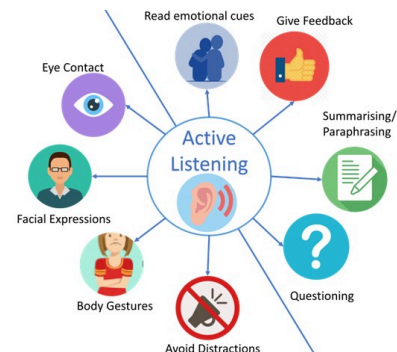 Read emotional cues
Give Feedback
Eye Contact
Summarising/
Paraphrasing
Active
Listening
Facial Expressions
Body Gestures
Questioning
Avoid Distractions